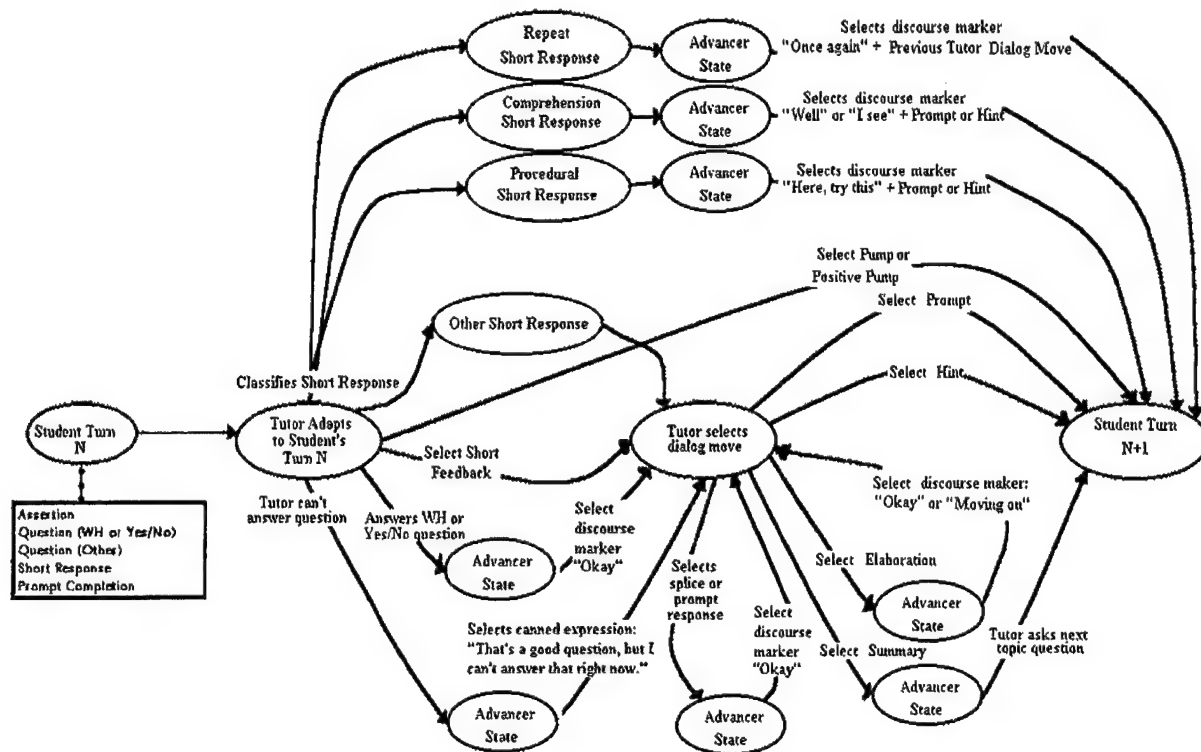 Repeat
Short Response
Advancer
State
Selects discourse marker
"Once again" + Previous Tutor Dialog Move
Comprehension
Short Response
Advancer
State
Selects discourse marker
"Well" or "I see" + Prompt or Hint
Procedural
Short Response
Advancer
State
Selects discourse marker
"Here, try this" + Prompt or Hint
Select Pump or
Positive Pump
Select Prompt
Other Short Response
Select Hint
Classifies Short Response
Student Turn
N
Tutor Adapts
to Student's
Turn N
Tutor selects
dialog move
Student Turn
N+1
Select Short
Feedback
Select discourse maker:
"Okay" or "Moving on"
Tutor can't
answer question
Answers WH or
Yes/No question
Select
discourse
marker
"Okay"
Assertion
Question (WH or Yes/No)
Question (Other)
Short Response
Prompt Completion
Advancer
State
Selects
splice or
prompt
response
Select Elaboration
Advancer
State
Selects canned expression:
"That's a good question, but I
can't answer that right now."
Select
discourse
marker
"Okay"
Select Summary
Tutor asks next
topic question
Advancer
State
Advancer
State
Advancer
State